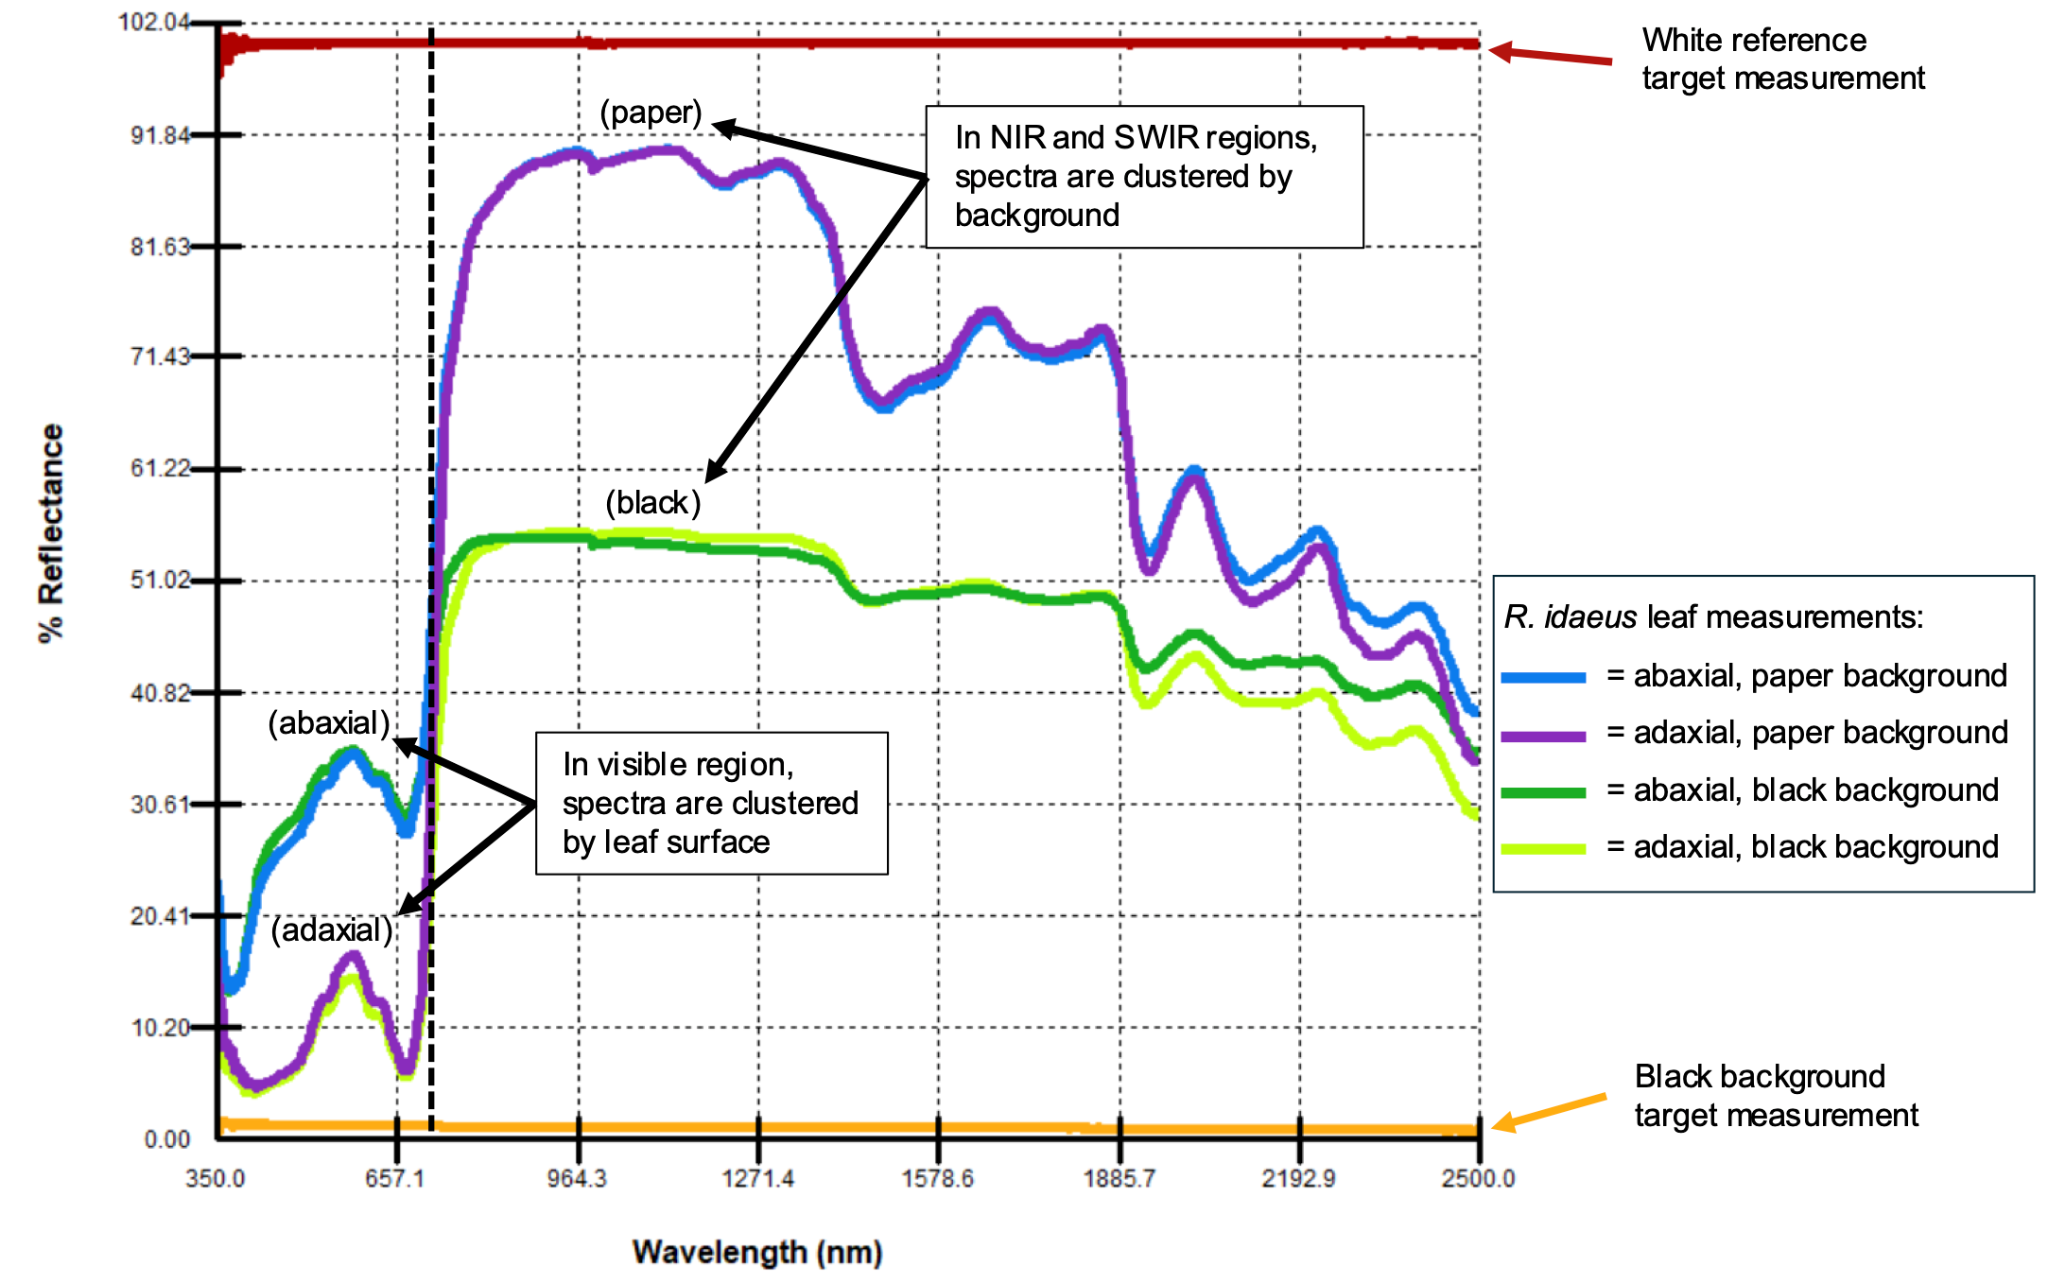 102.04
91.84
81.63
71.43
61.22
51.02
40.82
30.61
20.41
10.20
0.00
% Reflectance
350.0
657.1
964.3
1271.4
1578.6
1885.7
2192.9
2500.0
Wavelength (nm)
(paper)
In NIR and SWIR regions,
spectra are clustered by
background
(black)
(abaxial)
In visible region,
spectra are clustered
by leaf surface
(adaxial)
White reference
target measurement
R. idaeus leaf measurements:
= abaxial, paper background
= adaxial, paper background
= abaxial, black background
= adaxial, black background
Black background
target measurement